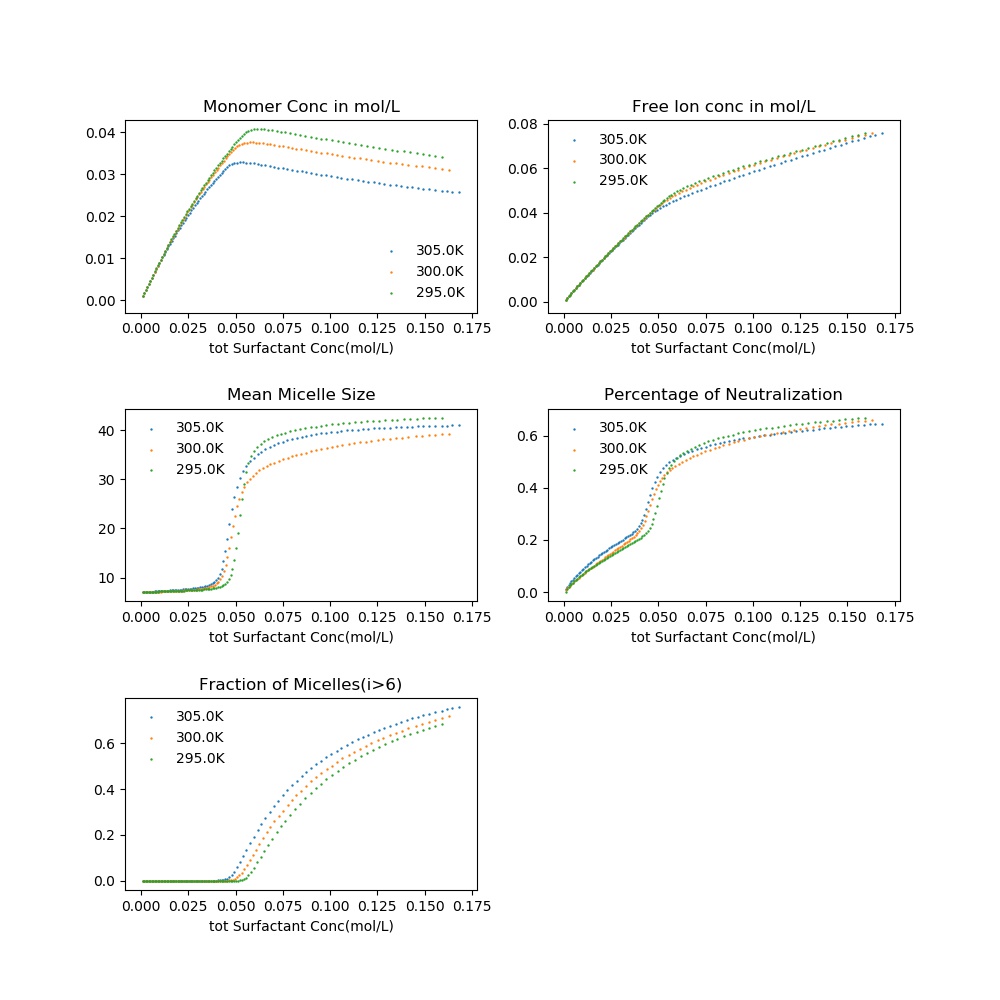 Monomer Conc in mol/L
0.04
0.03
0.02
0.01
0.00
305.0K
300.0K
295.0K
0.000 0.025 0.050 0.075 0.100 0.125 0.150 0.175
tot Surfactant Conc(mol/L)
Free Ion conc in mol/L
0.08
0.06
0.04
0.02
0.00
305.0K
300.0K
295.0K
0.000 0.025 0.050 0.075 0.100 0.125 0.150 0.175
tot Surfactant Conc(mol/L)
Mean Micelle Size
40
30
20
10
305.0K
300.0K
295.0K
0.000 0.025 0.050 0.075 0.100 0.125 0.150 0.175
tot Surfactant Conc(mol/L)
Percentage of Neutralization
0.6
0.4
0.2
0.0
305.0K
300.0K
295.0K
0.000 0.025 0.050 0.075 0.100 0.125 0.150 0.175
tot Surfactant Conc(mol/L)
Fraction of Micelles(i>6)
0.6
0.4
0.2
0.0
305.0K
300.0K
295.0K
0.000 0.025 0.050 0.075 0.100 0.125 0.150 0.175
tot Surfactant Conc(mol/L)